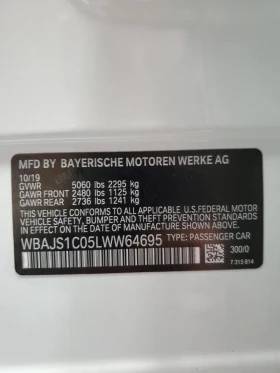 MFD BY BAYERISCHE MOTOREN WERKE AG
10/19
GVWR 5060 lbs 2295 kg
GAWR FRONT 2480 lbs 1125 kg
GAWR REAR 2736 lbs 1241 kg
THIS VEHICLE CONFORMS TO ALL APPLICABLE U.S.FEDERAL MOTOR
VEHICLE SAFETY, BUMPER AND THEFT PREVENTION STANDARDS
IN EFFECT ON THE DATE OF MANUFACTURE SHOWN ABOVE.
WBAJS1C05LWW64695 TYPE: PASSENGER CAR
300/0
7 315 814